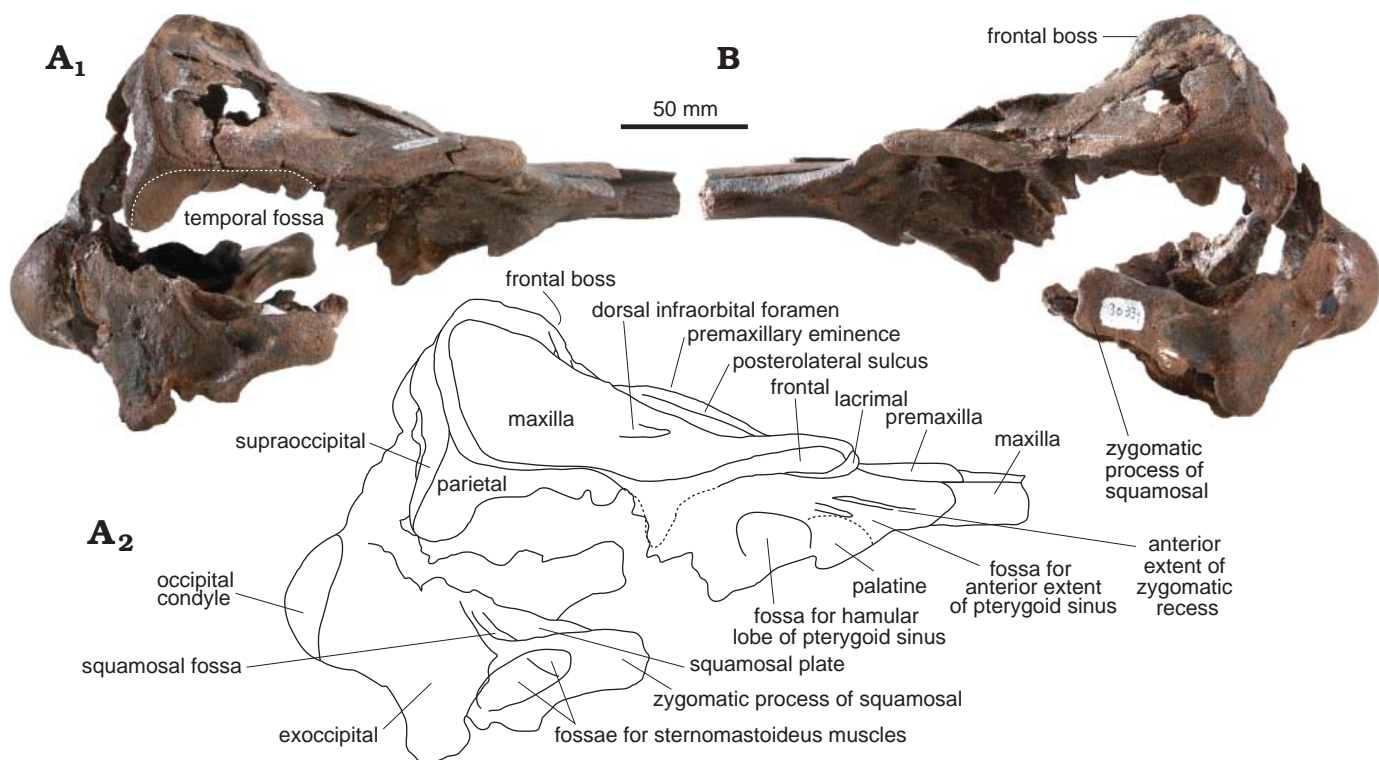 A1
B
frontal boss
50 mm
temporal fossa
frontal boss
dorsal infraorbital foramen
premaxillary eminence
posterolateral sulcus
frontal
lacrimal
premaxilla
maxilla
maxilla
zygomatic
process of
squamosal
supraoccipital
parietal
A2
occipital
condyle
palatine
fossa for
anterior extent
of pterygoid sinus
anterior
extent of
zygomatic
recess
fossa for hamular
lobe of pterygoid sinus
squamosal fossa
squamosal plate
zygomatic process of squamosal
exoccipital
fossae for sternomastoideus muscles